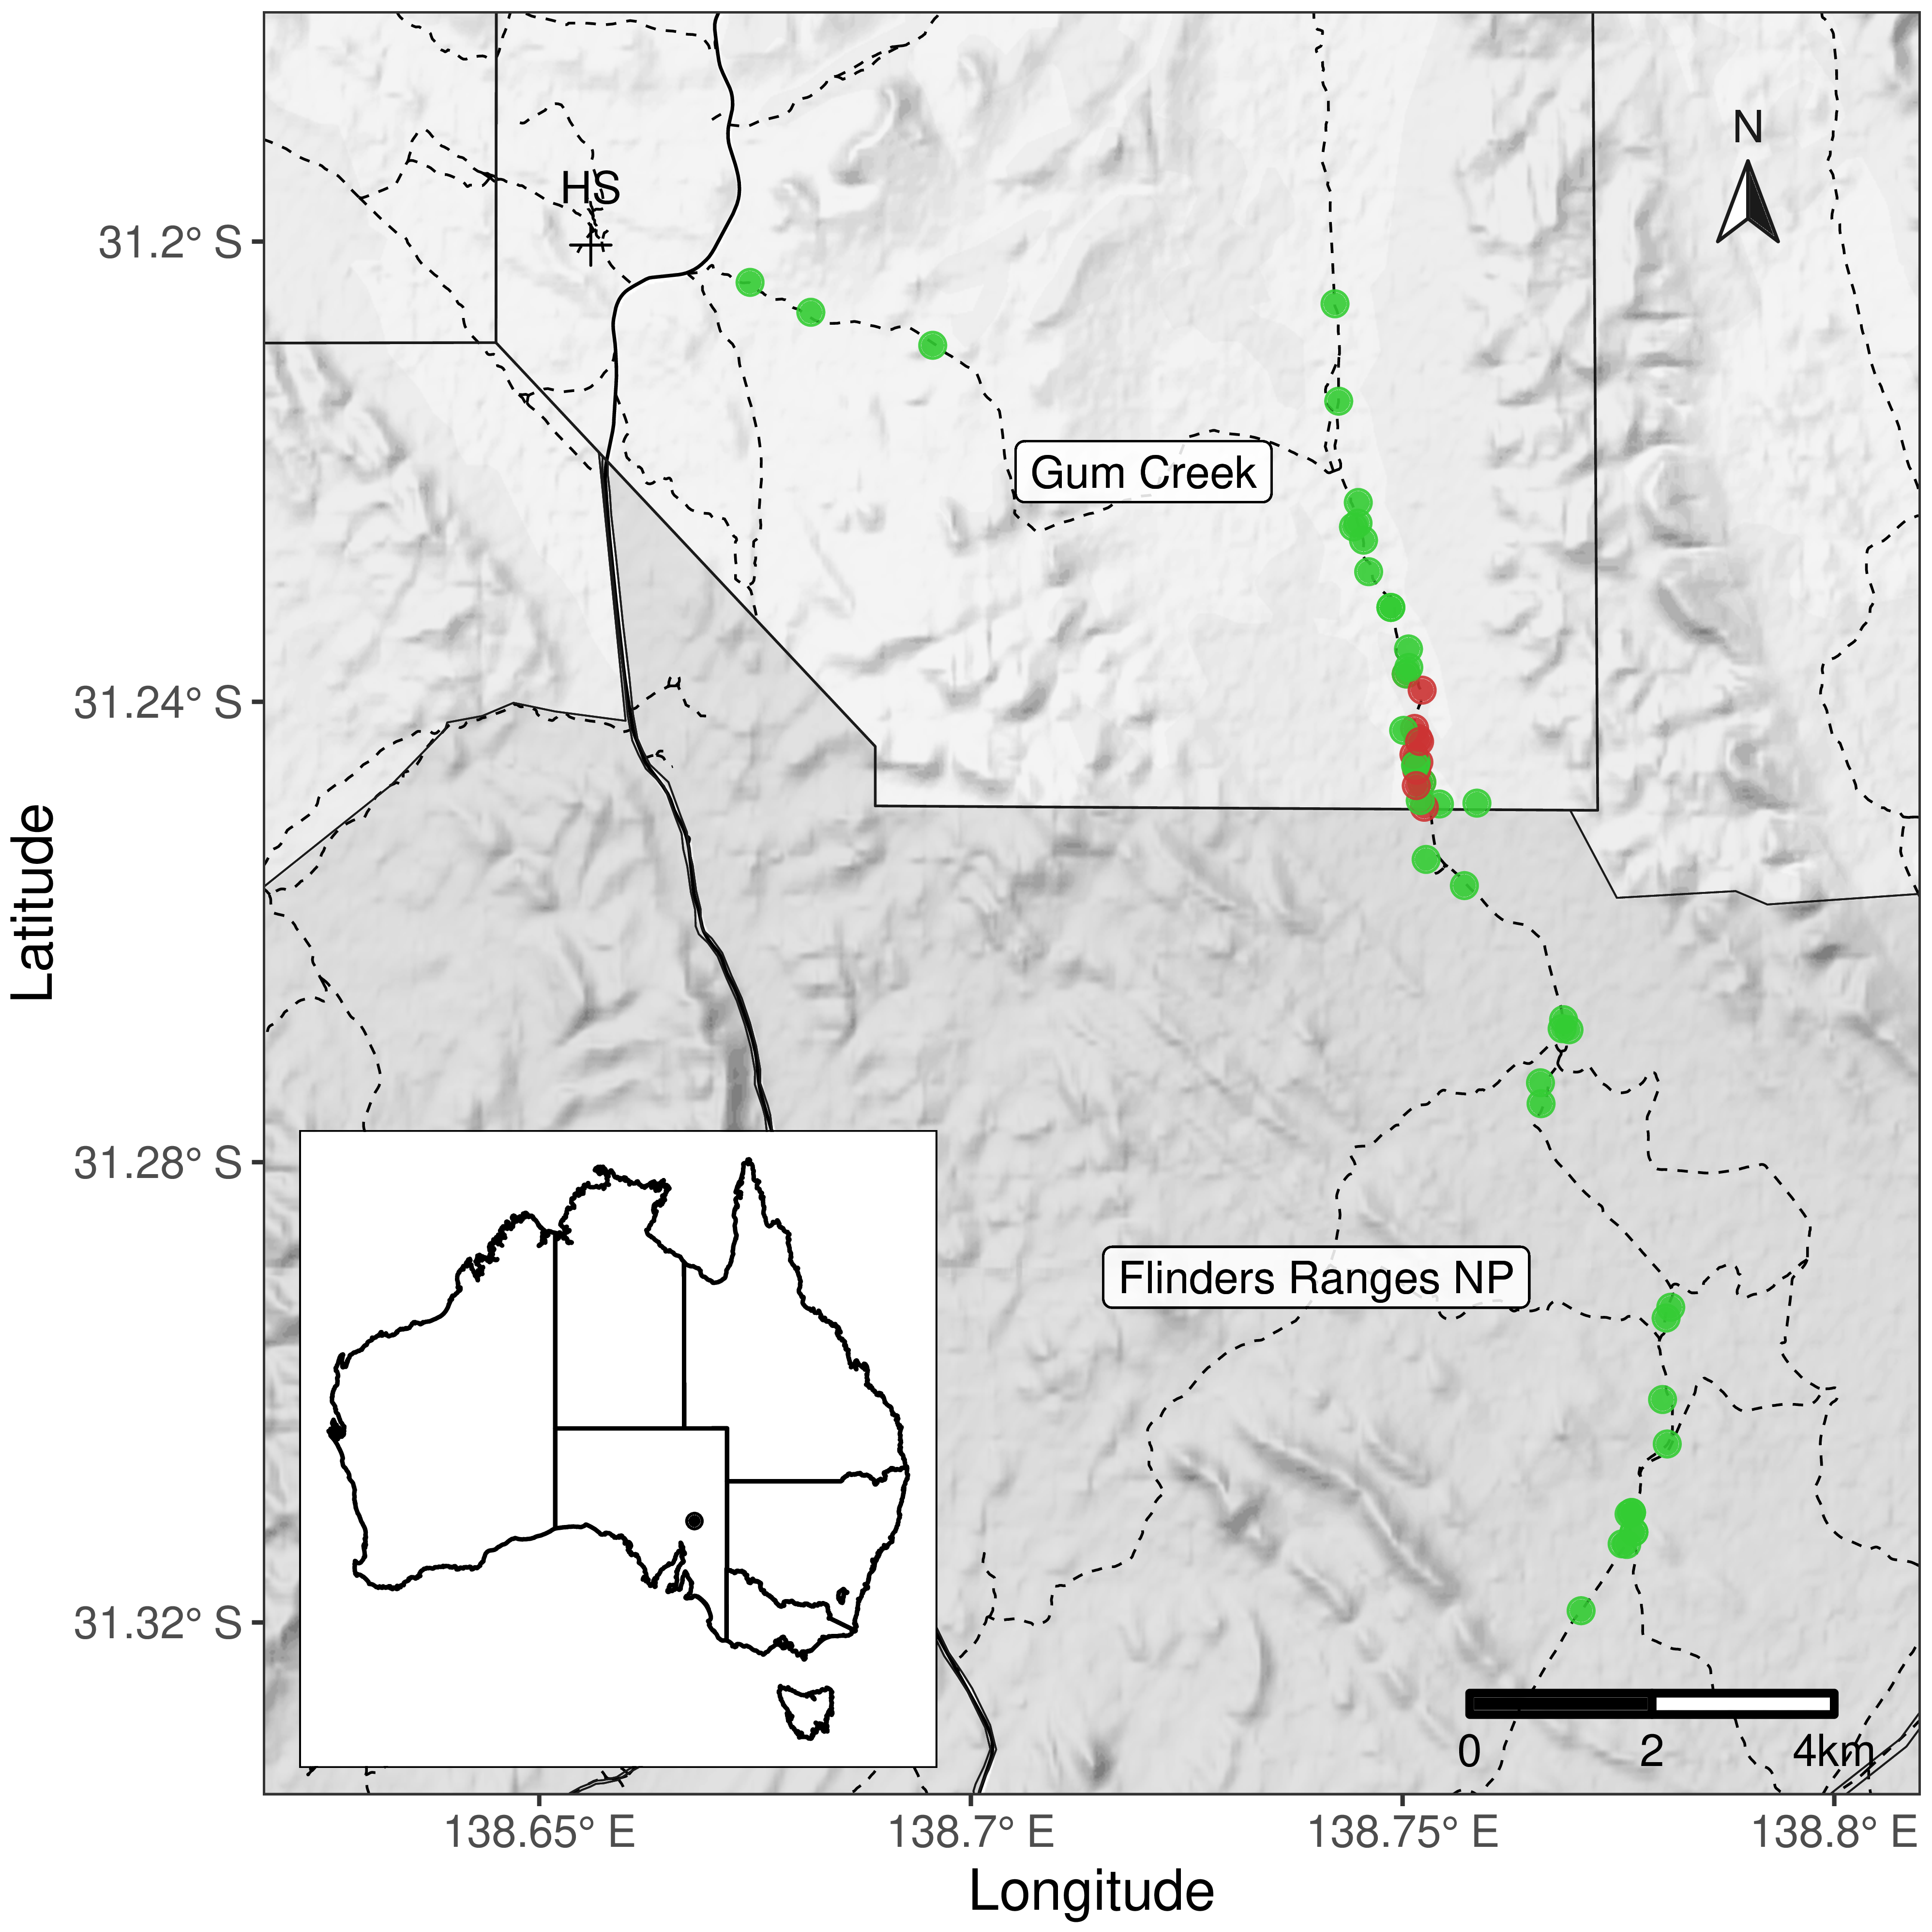 N
HS
31.2° S
Gum Creek
31.24° S
Latitude
31.28° S
Flinders Ranges NP
31.32° S
0 2 4km
138.65° E 138.7° E 138.75° E 138.8° E
Longitude